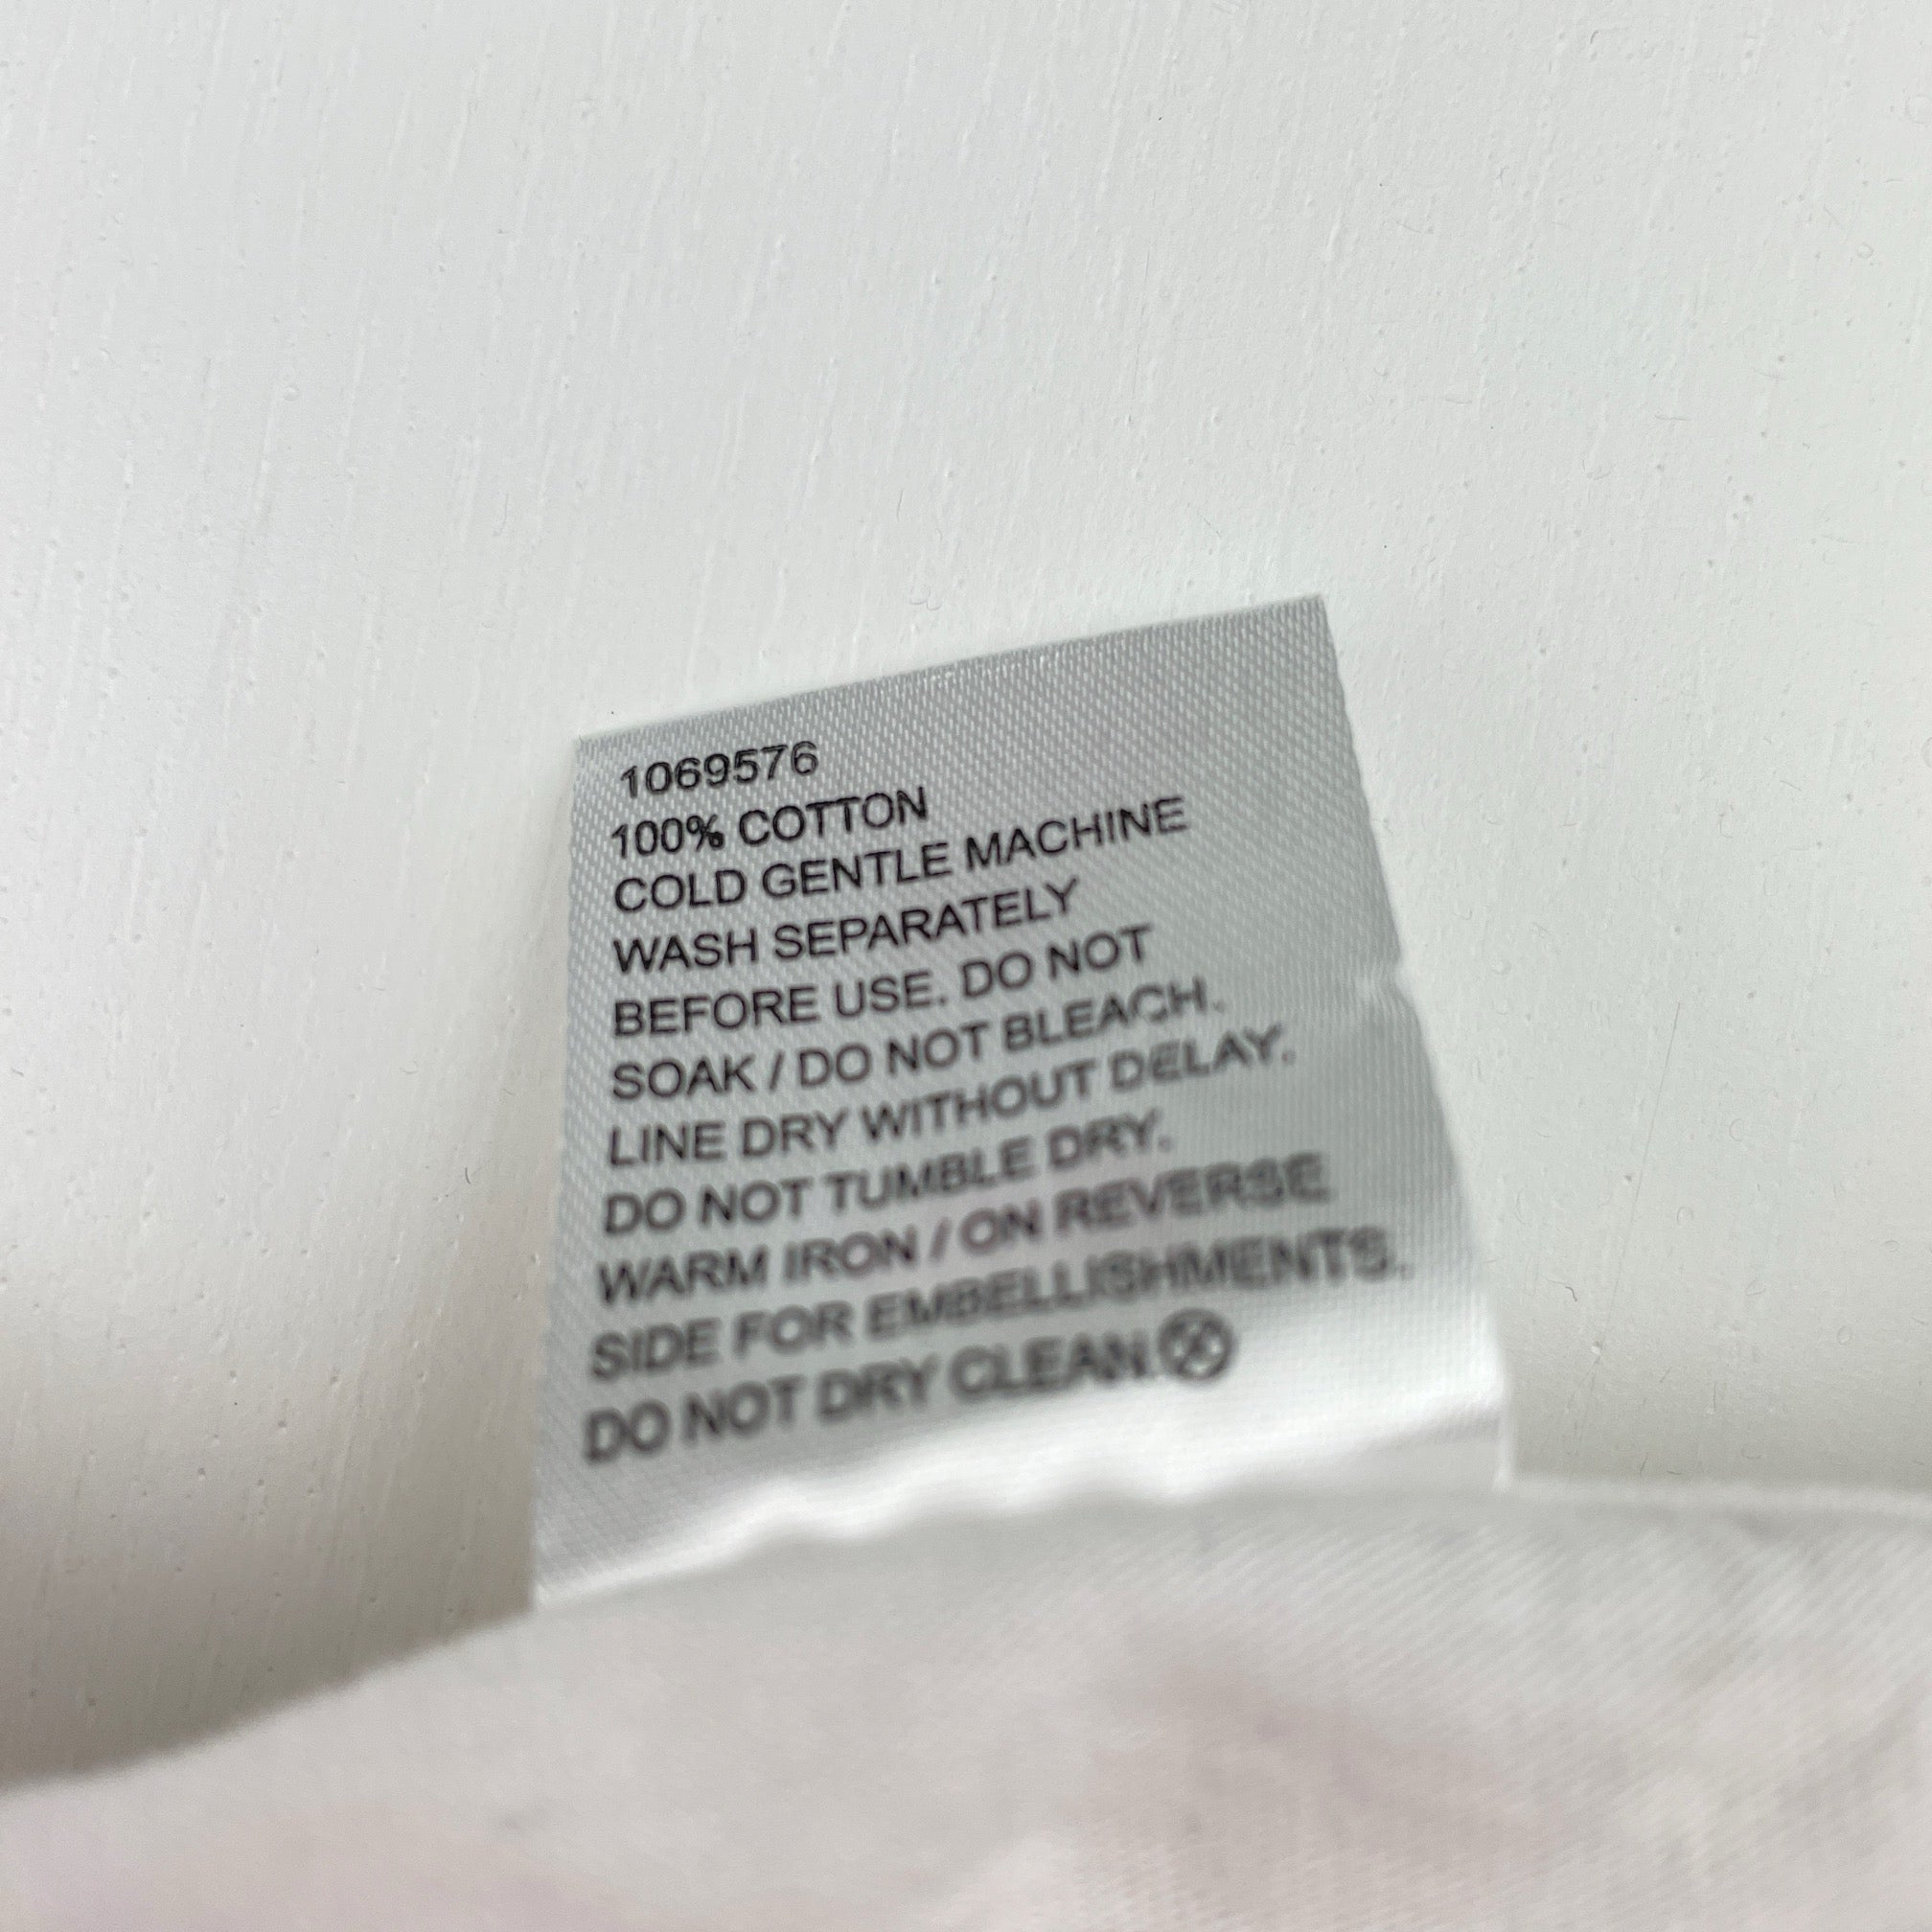 1069576
100% COTTON
COLD GENTLE MACHINE
WASH SEPARATELY
BEFORE USE. DO NOT
SOAK / DO NOT BLEACH.
LINE DRY WITHOUT DELAY.
DO NOT TUMBLE DRY.
WARM IRON / ON REVERSE
SIDE FOR EMBELLISHMENTS.
DO NOT DRY CLEAN.